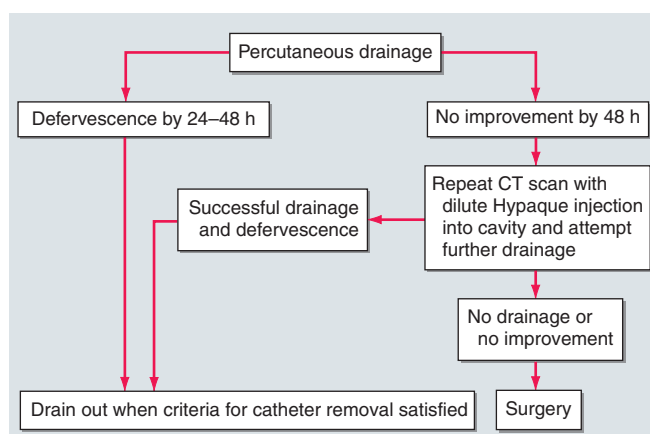 Percutaneous drainage
Defervescence by 24–48 h
No improvement by 48 h
Repeat CT scan with
dilute Hypaque injection
into cavity and attempt
further drainage
Successful drainage
and defervescence
No drainage or
no improvement
Drain out when criteria for catheter removal satisfied
Surgery